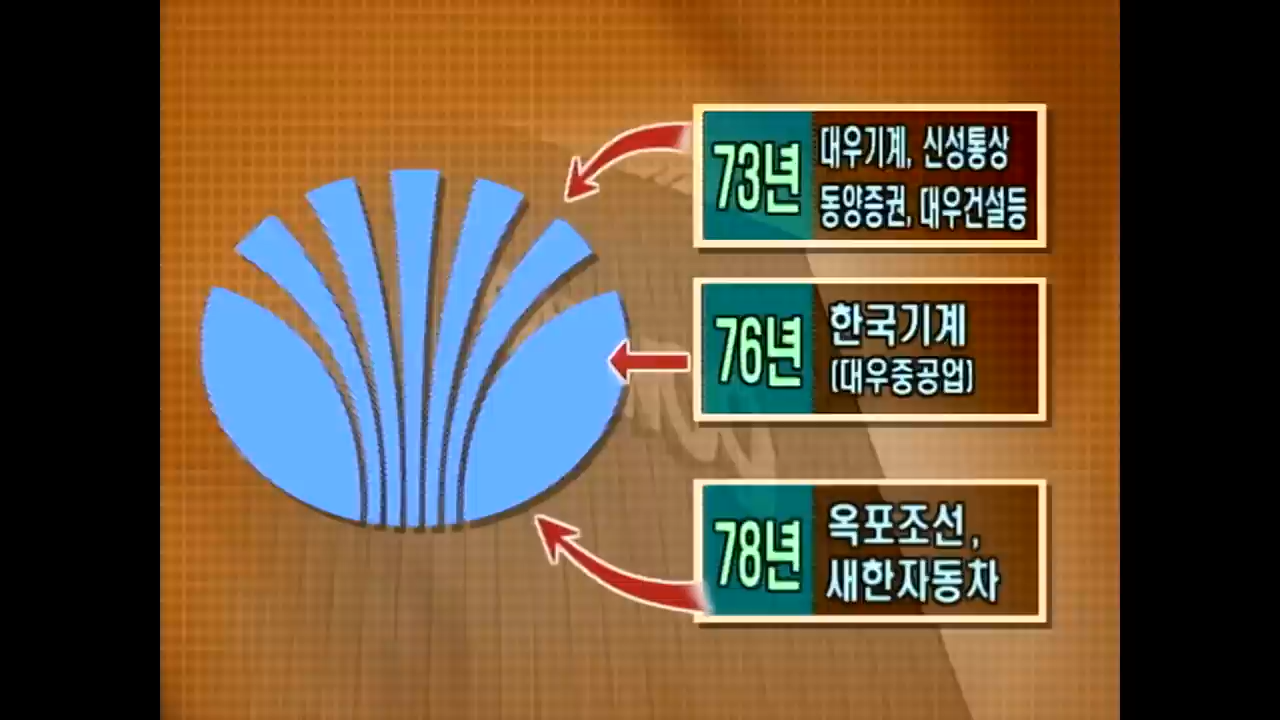 73년
대우기계, 신성통상
동양증권, 대우건설등
76년
한국기계
(대우중공업)
78년
옥포조선,
새한자동차